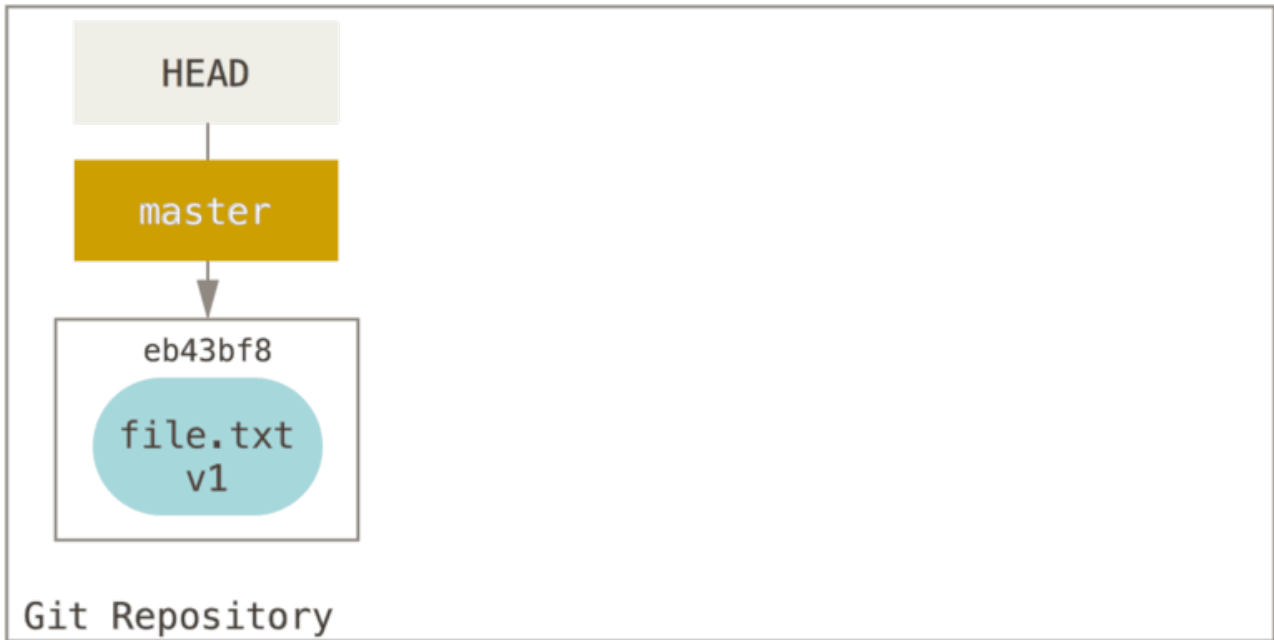 HEAD
master
eb43bf8
file.txt
v1
Git Repository